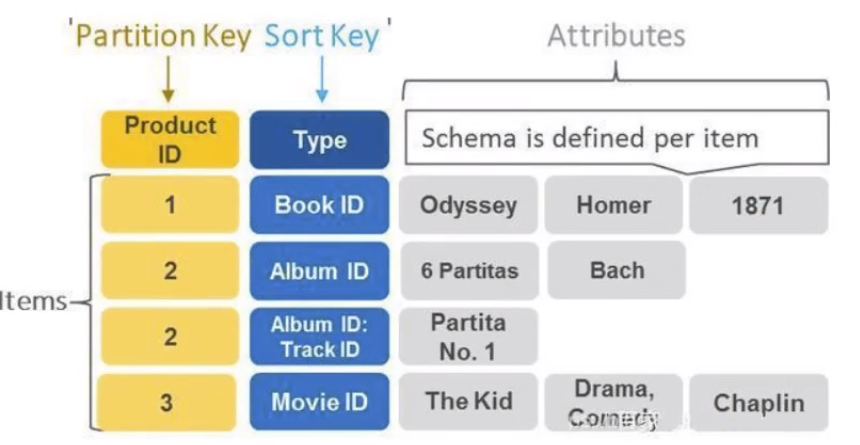 'Partition Key Sort Key'
Attributes
Product
ID
Type
Schema is defined per item
1
Book ID
Odyssey
Homer
1871
2
Album ID
6 Partitas
Bach
Items
2
Album ID:
Track ID
Partita
No. 1
3
Movie ID
The Kid
Drama,
Comedy
Chaplin